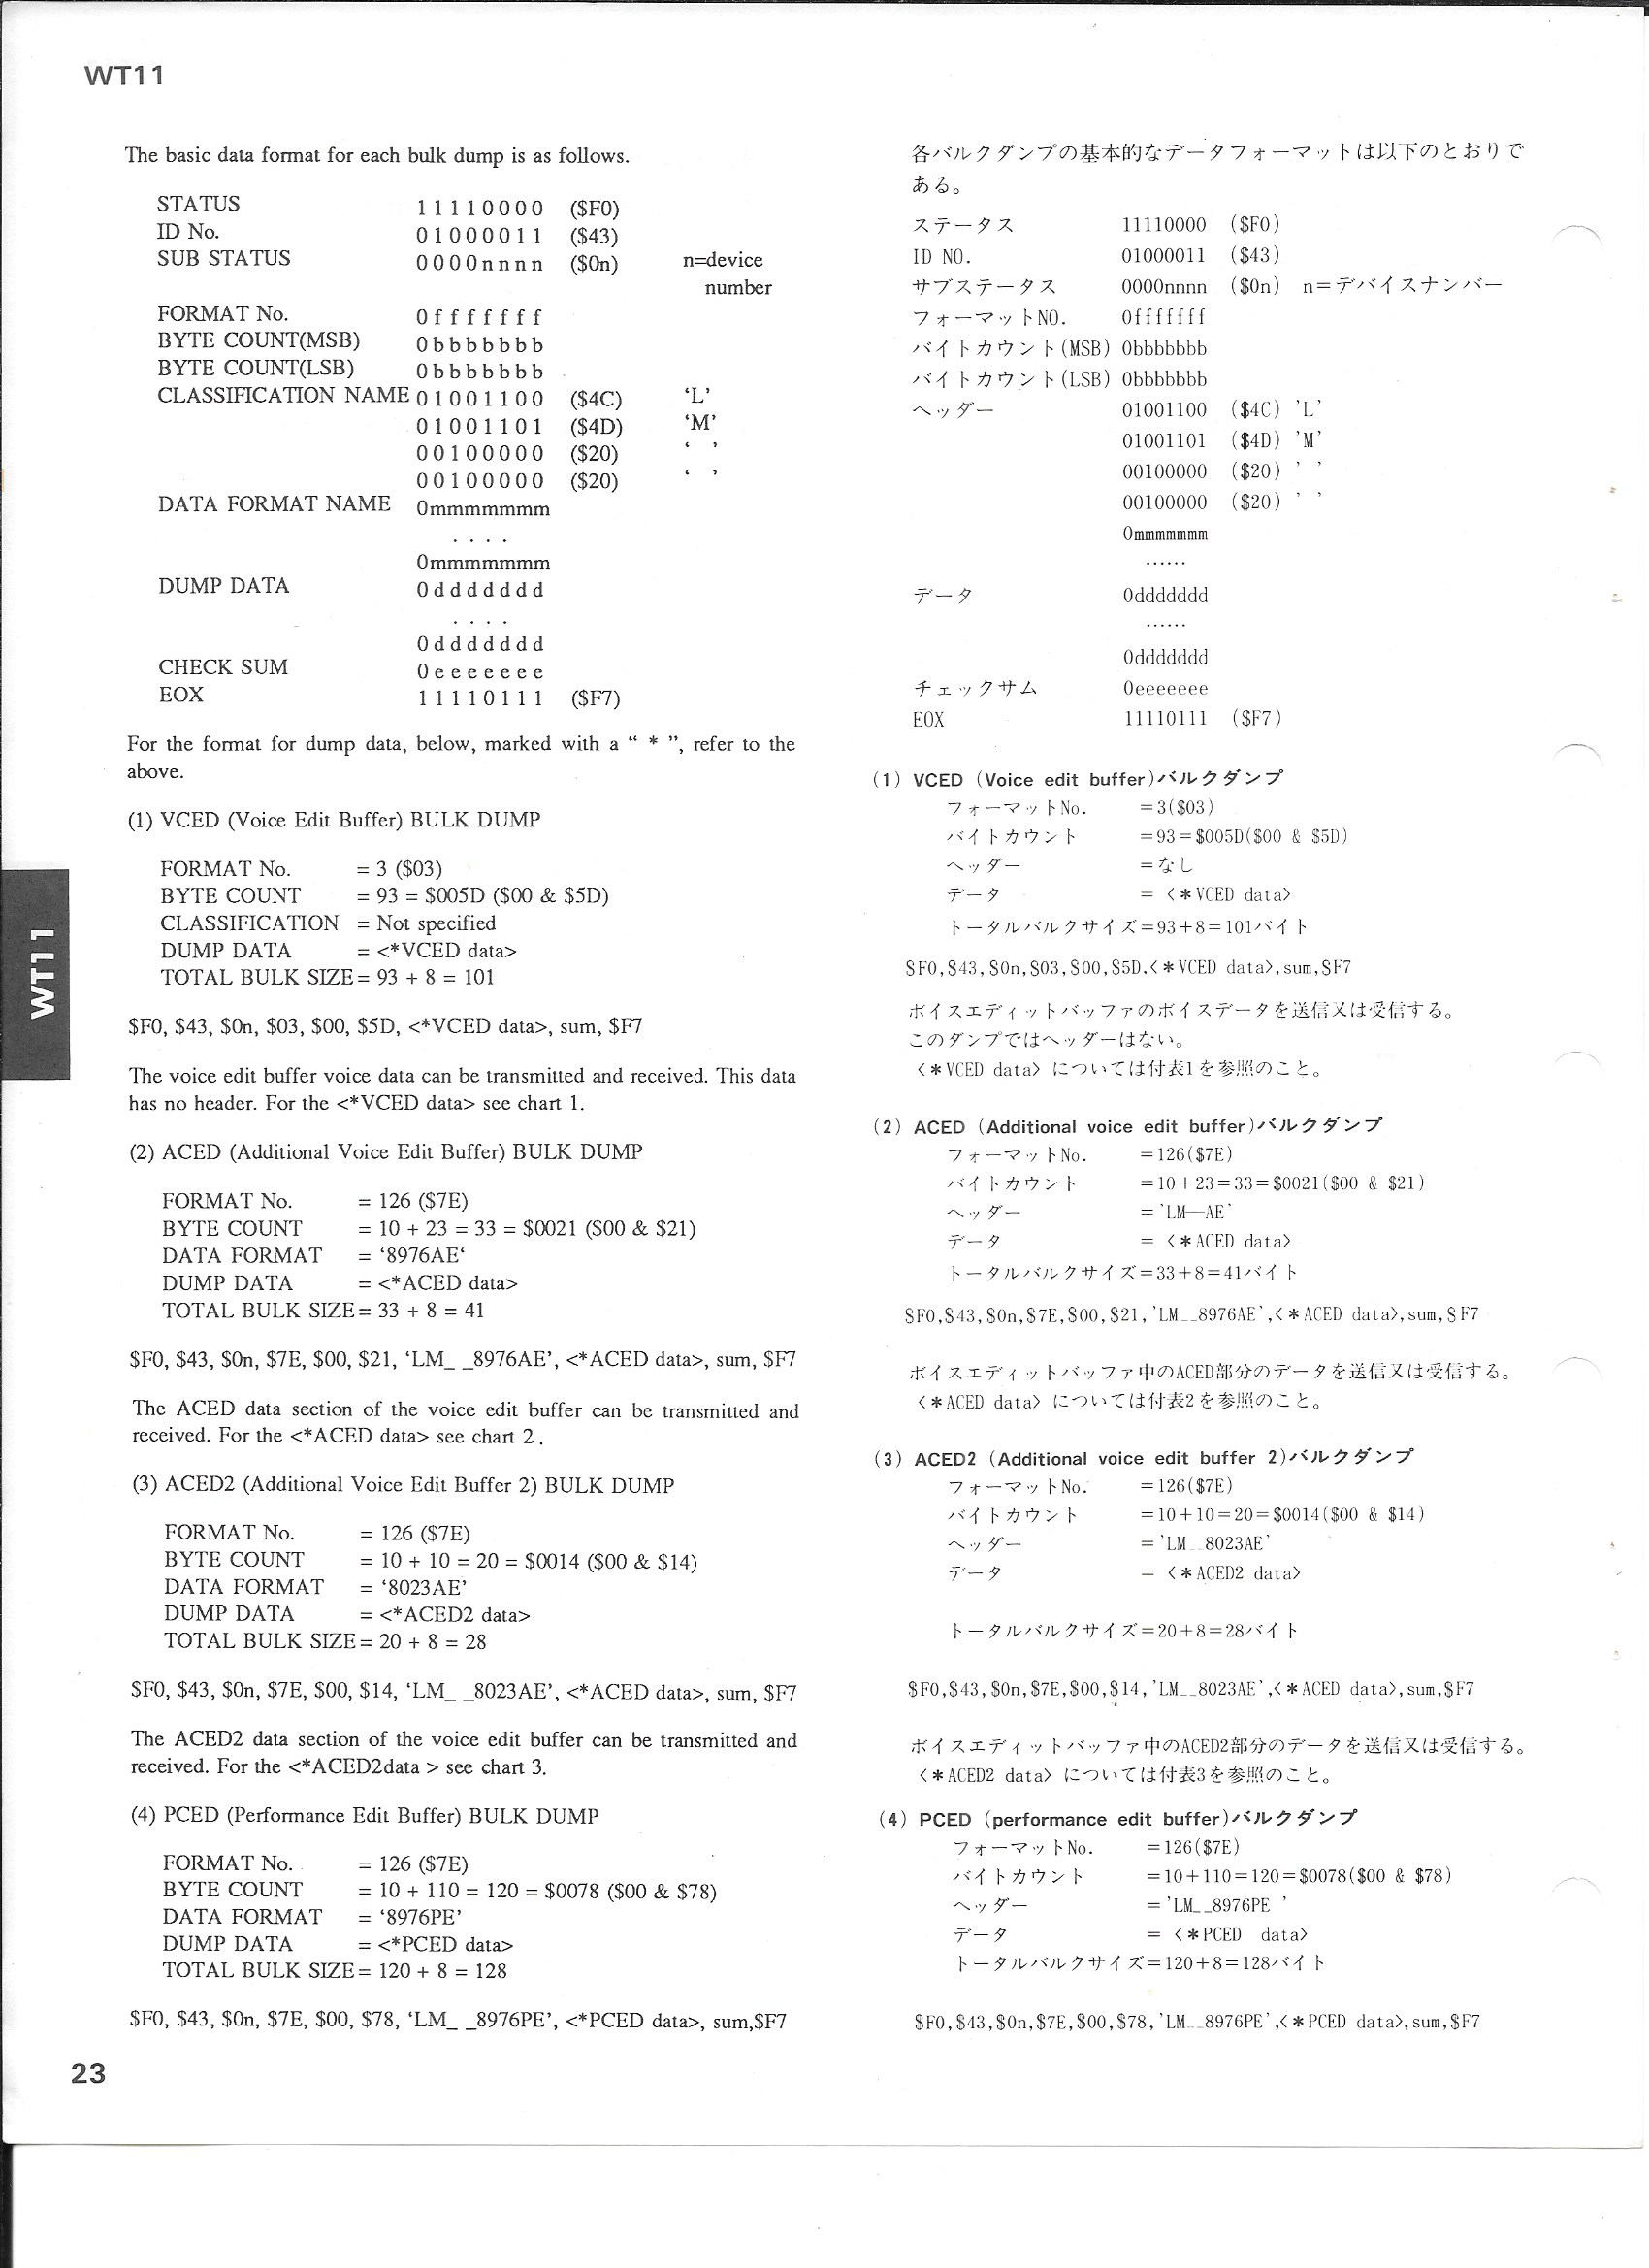 WT11
The basic data format for each bulk dump is as follows.
STATUS 11110000 ($F0)
ID No. 01000011 ($43)
SUB STATUS 0000nnnn ($0n) n=device
number
FORMAT No. 0fffffff
BYTE COUNT(MSB) 0bbbbbbb
BYTE COUNT(LSB) 0bbbbbbb
CLASSIFICATION NAME 01001100 ($4C) ‘L’
01001101 ($4D) ‘M’
00100000 ($20) ‘ ’
00100000 ($20) ‘ ’
DATA FORMAT NAME 0mmmmmmm
....
0mmmmmmm
DUMP DATA 0ddddddd
....
0ddddddd
CHECK SUM 0eeeeeee
EOX 11110111 ($F7)
For the format for dump data, below, marked with a “ * ”, refer to the
above.
(1) VCED (Voice Edit Buffer) BULK DUMP
FORMAT No. = 3 ($03)
BYTE COUNT = 93 = $005D ($00 & $5D)
CLASSIFICATION = Not specified
DUMP DATA = <*VCED data>
TOTAL BULK SIZE = 93 + 8 = 101
$F0, $43, $0n, $03, $00, $5D, <*VCED data>, sum, $F7
The voice edit buffer voice data can be transmitted and received. This data
has no header. For the <*VCED data> see chart 1.
(2) ACED (Additional Voice Edit Buffer) BULK DUMP
FORMAT No. = 126 ($7E)
BYTE COUNT = 10 + 23 = 33 = $0021 ($00 & $21)
DATA FORMAT = ‘8976AE‘
DUMP DATA = <*ACED data>
TOTAL BULK SIZE = 33 + 8 = 41
$F0, $43, $0n, $7E, $00, $21, ‘LM_ _8976AE’, <*ACED data>, sum, $F7
The ACED data section of the voice edit buffer can be transmitted and
received. For the <*ACED data> see chart 2 .
(3) ACED2 (Additional Voice Edit Buffer 2) BULK DUMP
FORMAT No. = 126 ($7E)
BYTE COUNT = 10 + 10 = 20 = $0014 ($00 & $14)
DATA FORMAT = ‘8023AE’
DUMP DATA = <*ACED2 data>
TOTAL BULK SIZE = 20 + 8 = 28
$F0, $43, $0n, $7E, $00, $14, ‘LM_ _8023AE’, <*ACED data>, sum, $F7
The ACED2 data section of the voice edit buffer can be transmitted and
received. For the <*ACED2data > see chart 3.
(4) PCED (Performance Edit Buffer) BULK DUMP
FORMAT No. = 126 ($7E)
BYTE COUNT = 10 + 110 = 120 = $0078 ($00 & $78)
DATA FORMAT = ‘8976PE’
DUMP DATA = <*PCED data>
TOTAL BULK SIZE = 120 + 8 = 128
$F0, $43, $0n, $7E, $00, $78, ‘LM_ _8976PE’, <*PCED data>, sum,$F7
各バルクダンプの基本的なデータフォーマットは以下のとおりで
ある。
ステータス 11110000 ($F0)
ID NO. 01000011 ($43)
サブステータス 0000nnnn ($0n) n=デバイスナンバー
フォーマットNO. 0fffffff
バイトカウント(MSB) 0bbbbbbb
バイトカウント(LSB) 0bbbbbbb
ヘッダー 01001100 ($4C) 'L'
01001101 ($4D) 'M'
00100000 ($20) ' '
00100000 ($20) ' '
0mmmmmmm
......
データ 0ddddddd
......
0ddddddd
チェックサム 0eeeeeee
EOX 11110111 ($F7)
(1) VCED (Voice edit buffer)バルクダンプ
フォーマットNo. =3($03)
バイトカウント =93=$005D($00 & $5D)
ヘッダー =なし
データ = <*VCED data>
トータルバルクサイズ=93+8=101バイト
$F0,$43,$0n,$03,$00,$5D.<*VCED data>,sum,$F7
ボイスエディットバッファのボイスデータを送信又は受信する。
このダンプではヘッダーはない。
<*VCED data> については付表1を参照のこと。
(2) ACED (Additional voice edit buffer)バルクダンプ
フォーマットNo. =126($7E)
バイトカウント =10+23=33=$0021($00 & $21)
ヘッダー ='LM—AE'
データ = <*ACED data>
トータルバルクサイズ=33+8=41バイト
$F0,$43,$0n,$7E,$00,$21,'LM__8976AE',<*ACED data>,sum,$F7
ボイスエディットバッファ中のACED部分のデータを送信又は受信する。
<*ACED data> については付表2を参照のこと。
(3) ACED2 (Additional voice edit buffer 2)バルクダンプ
フォーマットNo. =126($7E)
バイトカウント =10+10=20=$0014($00 & $14)
ヘッダー ='LM__8023AE'
データ = <*ACED2 data>
トータルバルクサイズ=20+8=28バイト
$F0,$43,$0n,$7E,$00,$14,'LM__8023AE',<*ACED data>,sum,$F7
ボイスエディットバッファ中のACED2部分のデータを送信又は受信する。
<*ACED2 data> については付表3を参照のこと。
(4) PCED (performance edit buffer)バルクダンプ
フォーマットNo. =126($7E)
バイトカウント =10+110=120=$0078($00 & $78)
ヘッダー ='LM__8976PE '
データ = <*PCED data>
トータルバルクサイズ=120+8=128バイト
$F0,$43,$0n,$7E,$00,$78,'LM__8976PE',<*PCED data>,sum,$F7
WT11
23